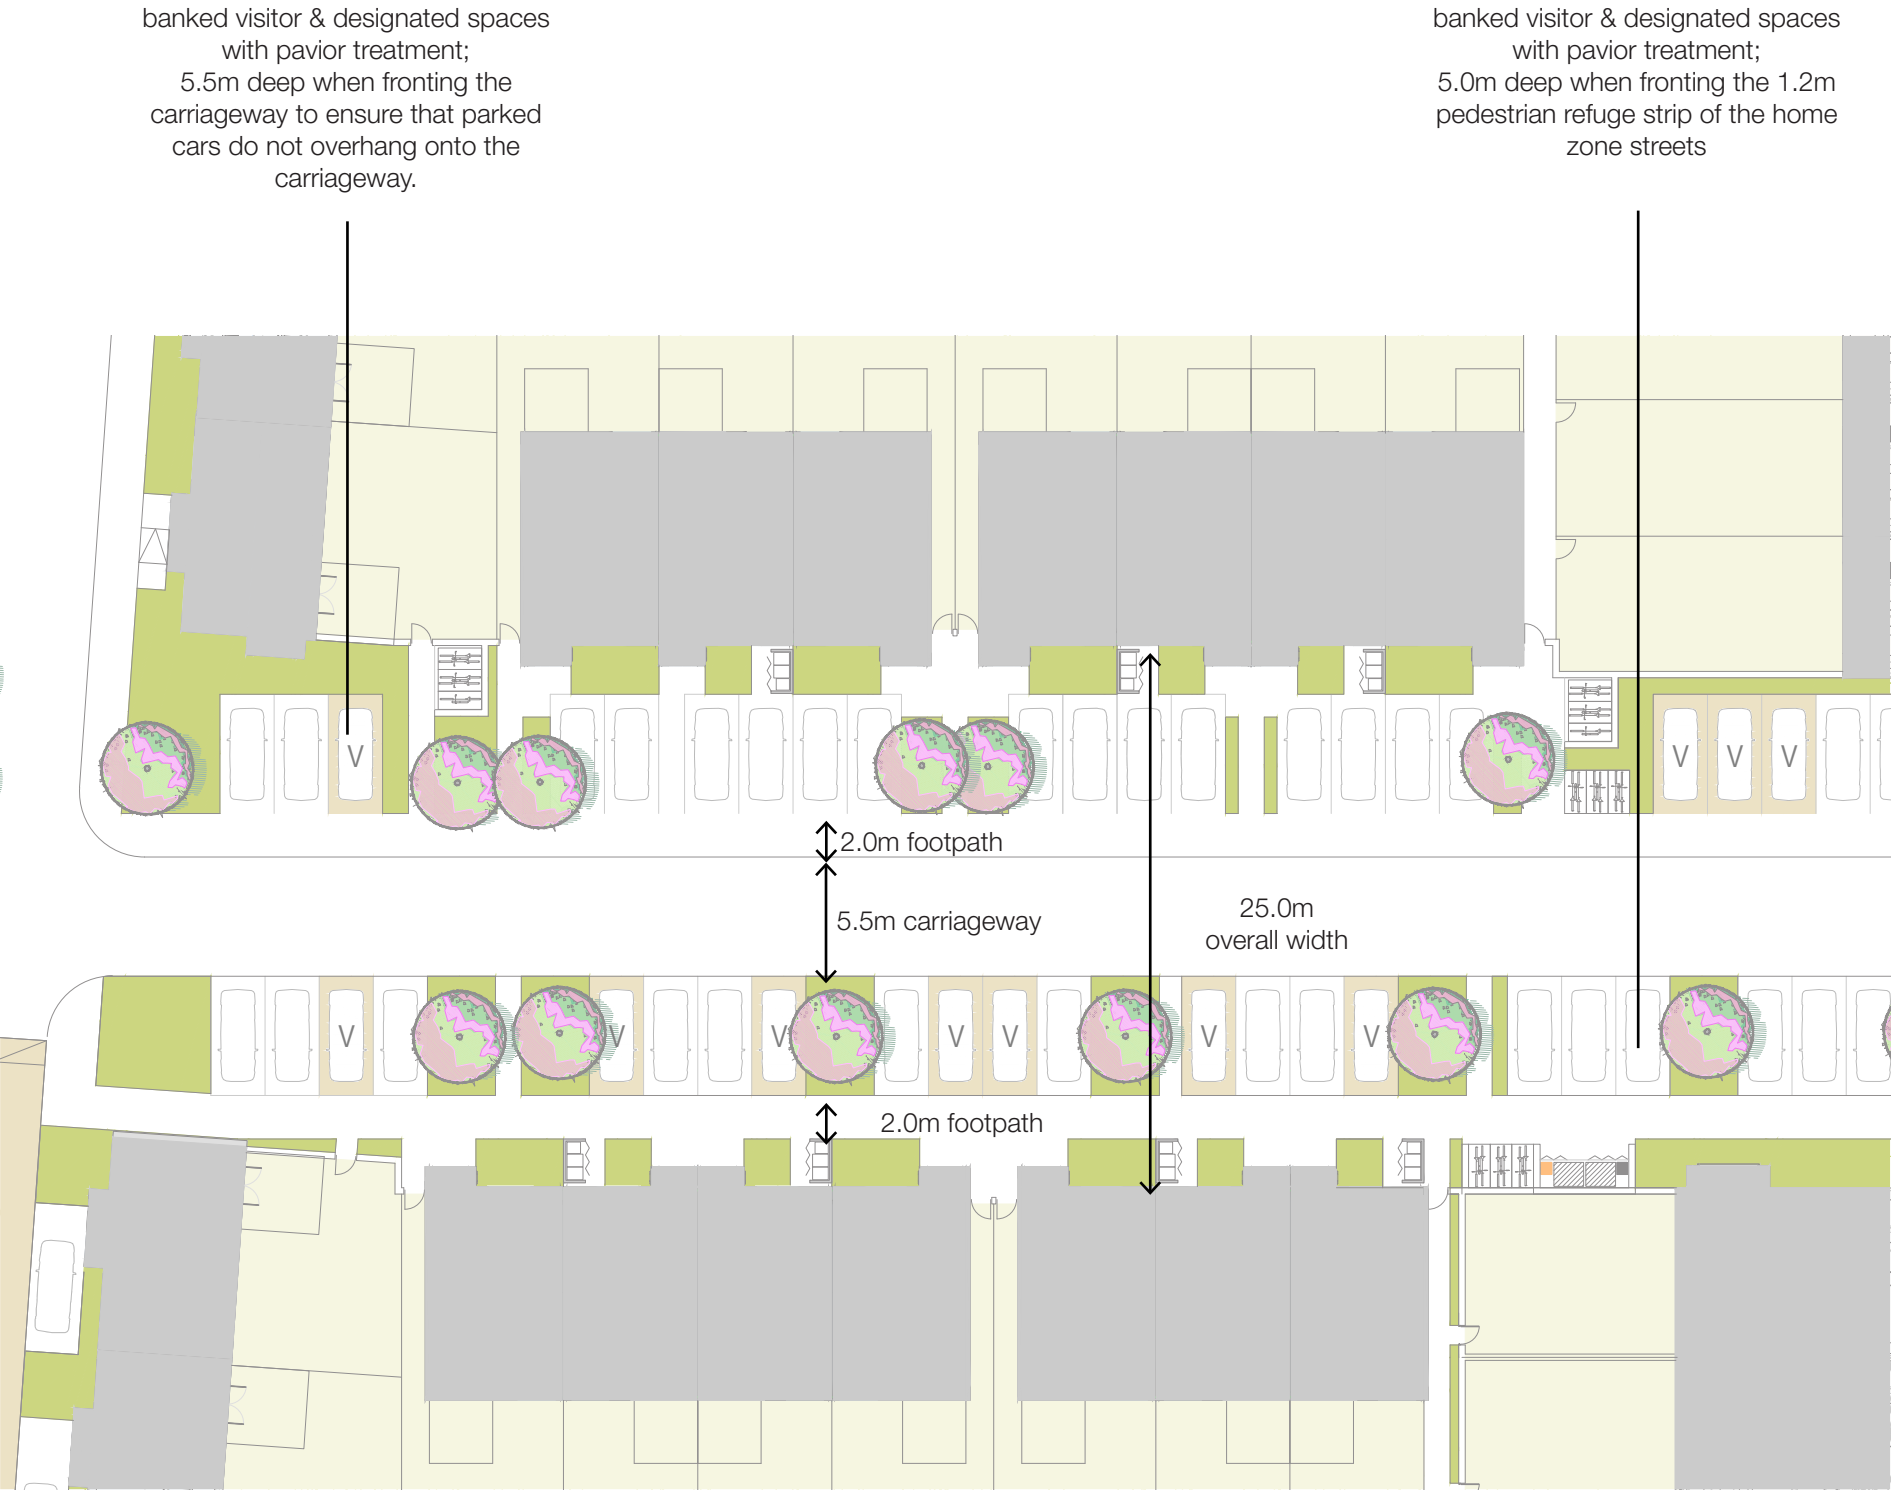 banked visitor & designated spaces
with pavior treatment;
5.5m deep when fronting the
carriageway to ensure that parked
cars do not overhang onto the
carriageway.
banked visitor & designated spaces
with pavior treatment;
5.0m deep when fronting the 1.2m
pedestrian refuge strip of the home
zone streets
V
V V V
2.0m footpath
5.5m carriageway
25.0m
overall width
V V V V V V V
2.0m footpath